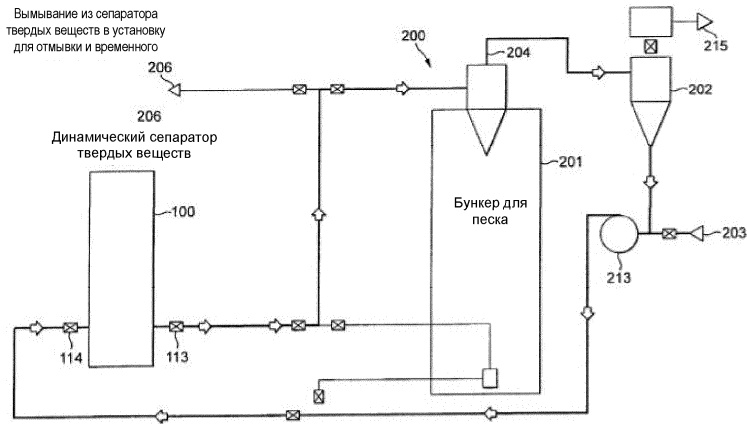 Вымывание из сепаратора
твердых веществ в установку
для отмывки и временного
200
204
215
206
202
206
Динамический сепаратор
твердых веществ
201
100
Бункер для
песка
203
213
114
113